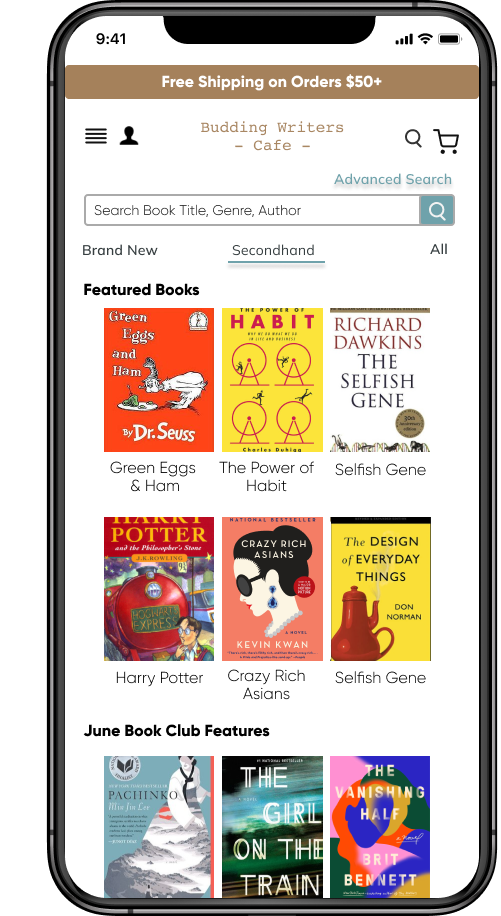 9:41
Free Shipping on Orders $50+
Budding Writers
- Cafe -
Advanced Search
Search Book Title, Genre, Author
Brand New
Secondhand
All
Featured Books
Green
Eggs
and
Ham
By Dr. Seuss
THE POWER OF
HABIT
WHY WE DO WHAT WE DO
IN LIFE AND BUSINESS
Charles Duhigg
RICHARD
DAWKINS
THE
SELFISH
GENE
30th
Anniversary
edition
Green Eggs
& Ham
The Power of
Habit
Selfish Gene
HARRY
POTTER
and the Philosopher's Stone
J.K.ROWLING
9¾
HOGWARTS
EXPRESS
NATIONAL BESTSELLER
CRAZY RICH
ASIANS
A NOVEL
KEVIN KWAN
The DESIGN
of EVERYDAY
THINGS
DON
NORMAN
Harry Potter
Crazy Rich
Asians
Selfish Gene
June Book Club Features
PACHINKO
Min Jin Lee
#1 NATIONAL BESTSELLER
THE
A NOVEL
GIRL
ON THE
TRAIN
THE
VANISHING
HALF
a novel
BRIT
BENNETT